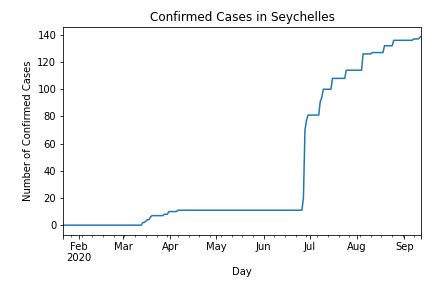 Confirmed Cases in Seychelles
Number of Confirmed Cases
140
120
100
80
60
40
20
0
Feb Mar Apr May Jun Jul Aug Sep
2020
Day